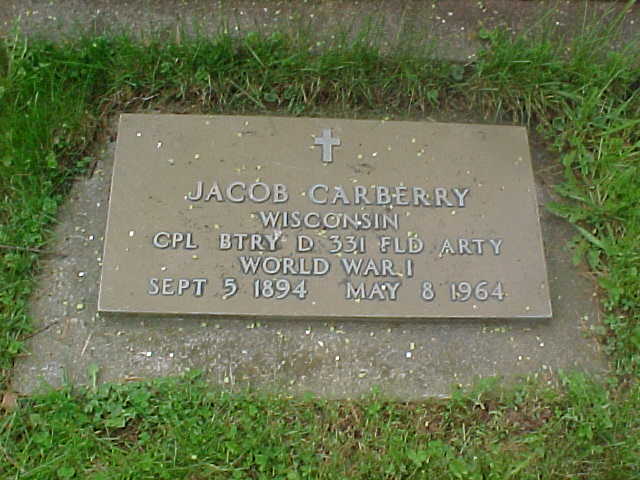 JACOB CARBERRY
WISCONSIN
CPL BTRY D 331 FLD ARTY
WORLD WAR I
SEPT 5 1894 MAY 8 1964